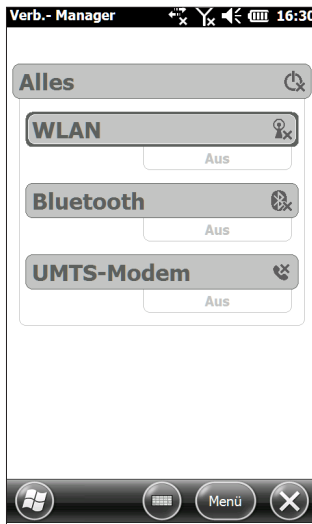 Verb.- Manager 16:30
Alles
WLAN
Aus
Bluetooth
Aus
UMTS-Modem
Aus
Menü